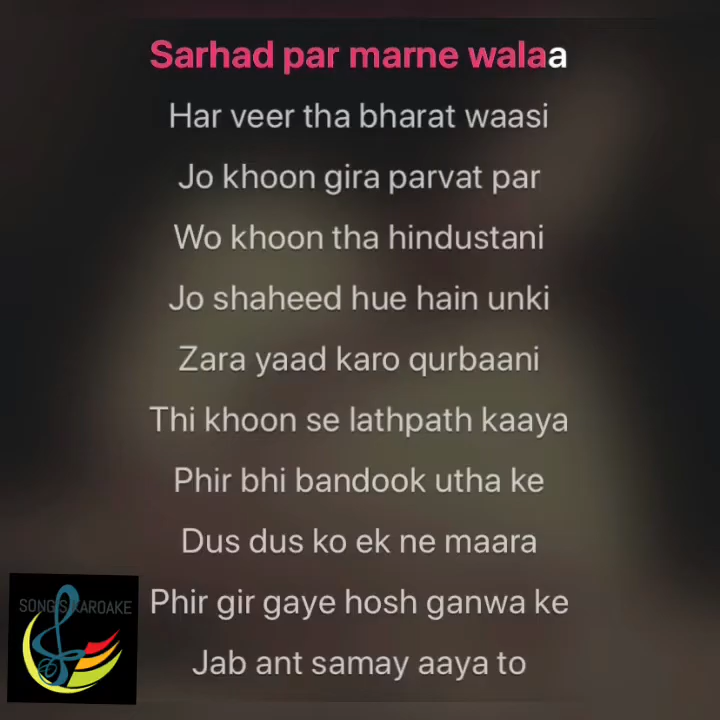 Sarhad par marne walaa
Har veer tha bharat waasi
Jo khoon gira parvat par
Wo khoon tha hindustani
Jo shaheed hue hain unki
Zara yaad karo qurbaani
Thi khoon se lathpath kaaya
Phir bhi bandook utha ke
Dus dus ko ek ne maara
Phir gir gaye hosh ganwa ke
Jab ant samay aaya to
SONG'S KAROAKE